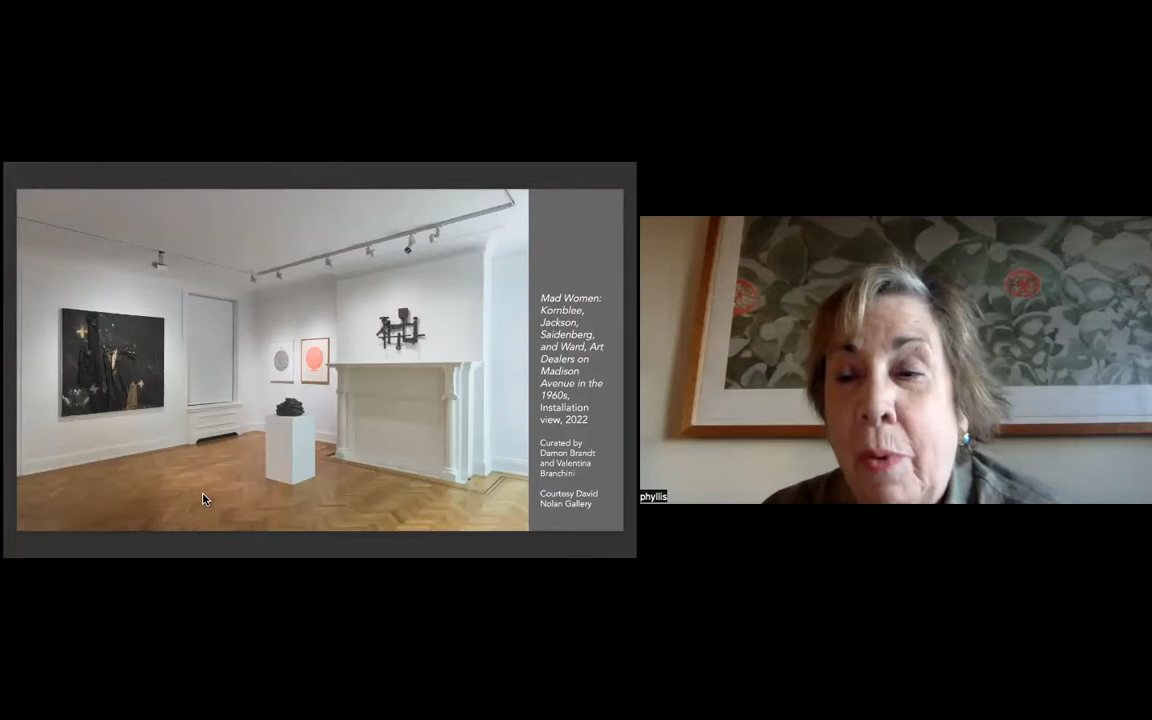 Mad Women:
Kornblee,
Jackson,
Saidenberg,
and Ward, Art
Dealers on
Madison
Avenue in the
1960s,
Installation
view, 2022
Curated by
Damon Brandt
and Valentina
Branchini
Courtesy David
Nolan Gallery
phyllis